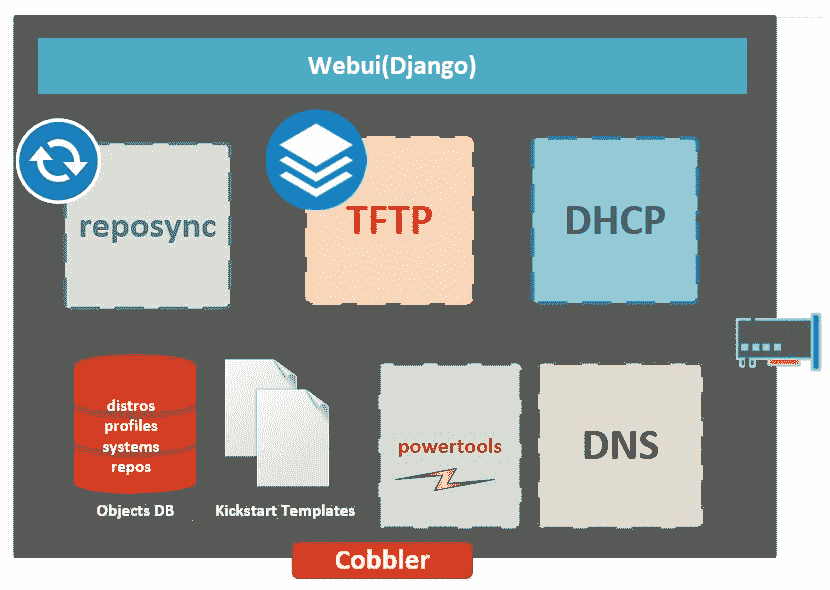 Webui(Django)
reposync
TFTP
DHCP
distros
profiles
systems
repos
Objects DB
Kickstart Templates
powertools
DNS
Cobbler